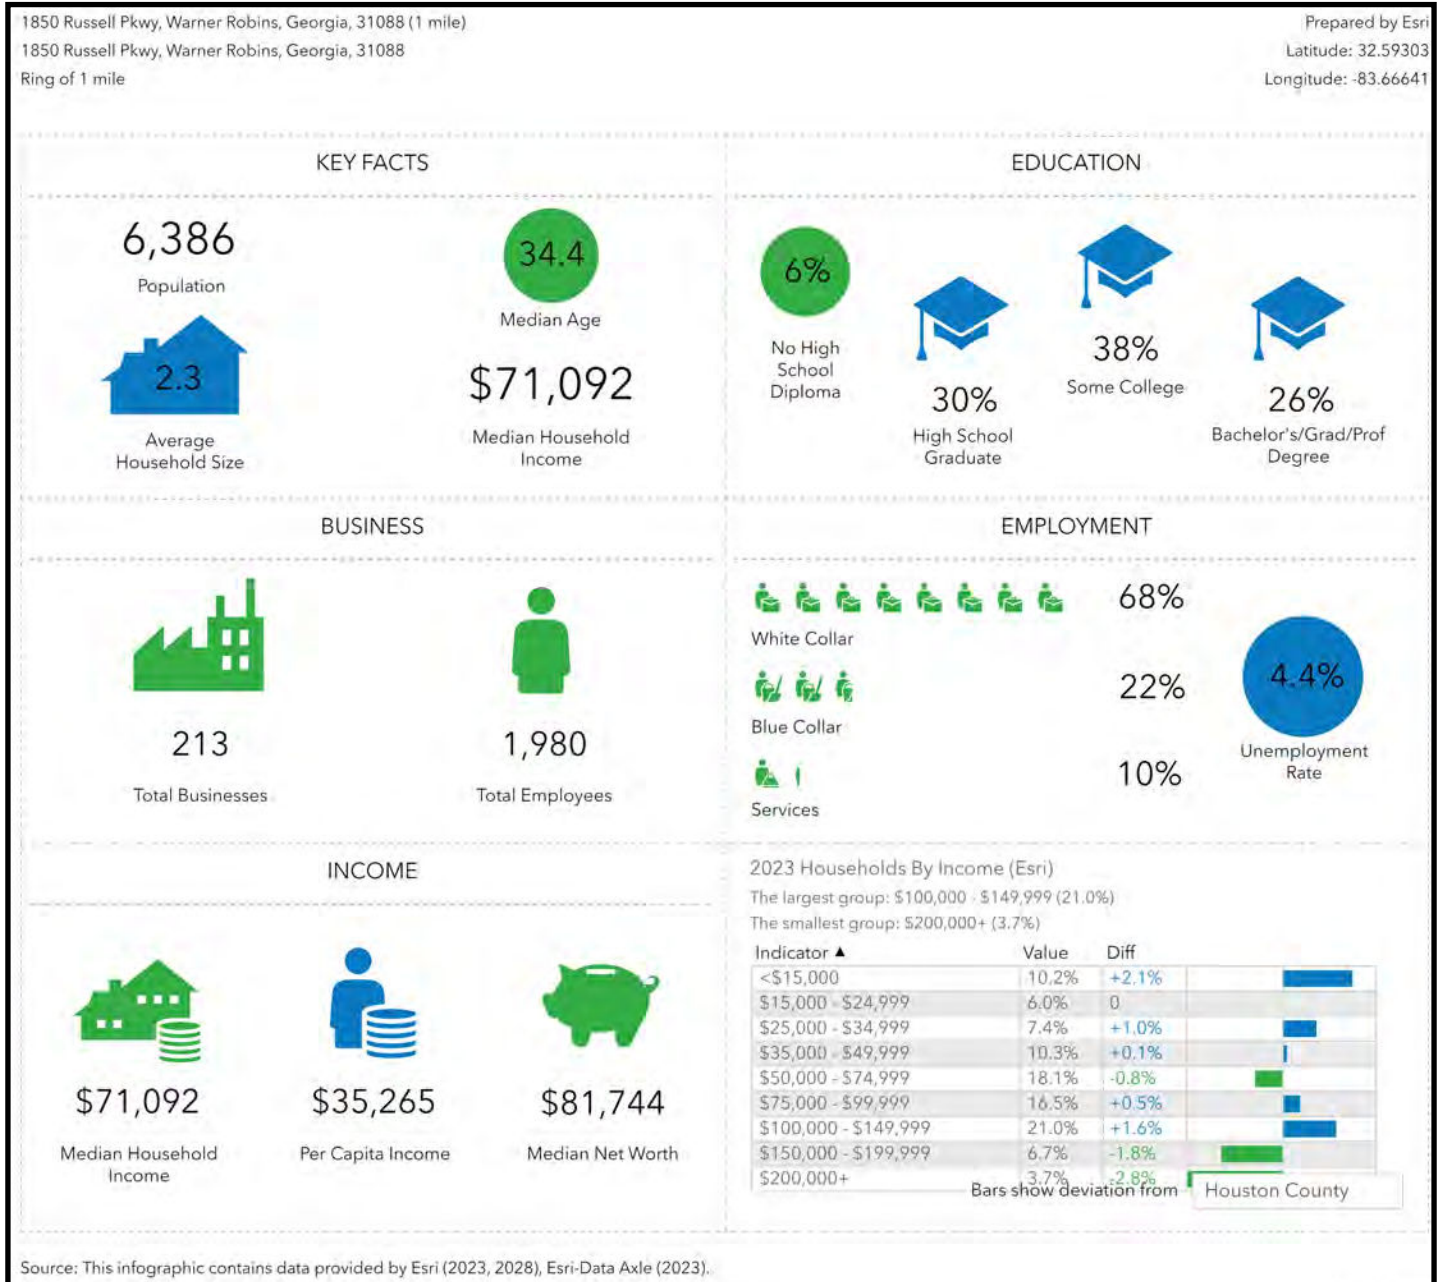 1850 Russell Pkwy, Warner Robins, Georgia, 31088 (1 mile)
1850 Russell Pkwy, Warner Robins, Georgia, 31088
Ring of 1 mile
Prepared by Esri
Latitude: 32.59303
Longitude: -83.66641
KEY FACTS
6,386
Population
34.4
Median Age
2.3
Average
Household Size
$71,092
Median Household
Income
EDUCATION
6%
No High
School
Diploma
30%
High School
Graduate
38%
Some College
26%
Bachelor's/Grad/Prof
Degree
BUSINESS
213
Total Businesses
1,980
Total Employees
EMPLOYMENT
68%
White Collar
22%
Blue Collar
10%
Services
4.4%
Unemployment
Rate
INCOME
$71,092
Median Household
Income
$35,265
Per Capita Income
$81,744
Median Net Worth
2023 Households By Income (Esri)
The largest group: $100,000 - $149,999 (21.0%)
The smallest group: $200,000+ (3.7%)
Indicator ▲ Value Diff
<$15,000 10.2% +2.1%
$15,000 - $24,999 6.0% 0
$25,000 - $34,999 7.4% +1.0%
$35,000 - $49,999 10.3% +0.1%
$50,000 - $74,999 18.1% -0.8%
$75,000 - $99,999 16.5% +0.5%
$100,000 - $149,999 21.0% +1.6%
$150,000 - $199,999 6.7% -1.8%
$200,000+ 3.7% -2.8%
Bars show deviation from Houston County
Source: This infographic contains data provided by Esri (2023, 2028), Esri-Data Axle (2023).